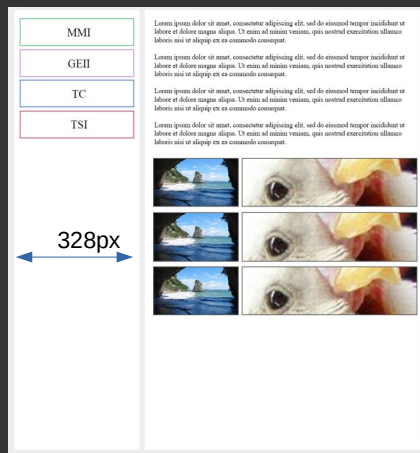 MMI
GEII
TC
TSI
328px
Lorem ipsum dolor sit amet, consectetur adipiscing elit, sed do eiusmod tempor incididunt ut
labore et dolore magna aliqua. Ut enim ad minim veniam, quis nostrud exercitation ullamco
laboris nisi ut aliquip ex ea commodo consequat.
Lorem ipsum dolor sit amet, consectetur adipiscing elit, sed do eiusmod tempor incididunt ut
labore et dolore magna aliqua. Ut enim ad minim veniam, quis nostrud exercitation ullamco
laboris nisi ut aliquip ex ea commodo consequat.
Lorem ipsum dolor sit amet, consectetur adipiscing elit, sed do eiusmod tempor incididunt ut
labore et dolore magna aliqua. Ut enim ad minim veniam, quis nostrud exercitation ullamco
laboris nisi ut aliquip ex ea commodo consequat.
Lorem ipsum dolor sit amet, consectetur adipiscing elit, sed do eiusmod tempor incididunt ut
labore et dolore magna aliqua. Ut enim ad minim veniam, quis nostrud exercitation ullamco
laboris nisi ut aliquip ex ea commodo consequat.